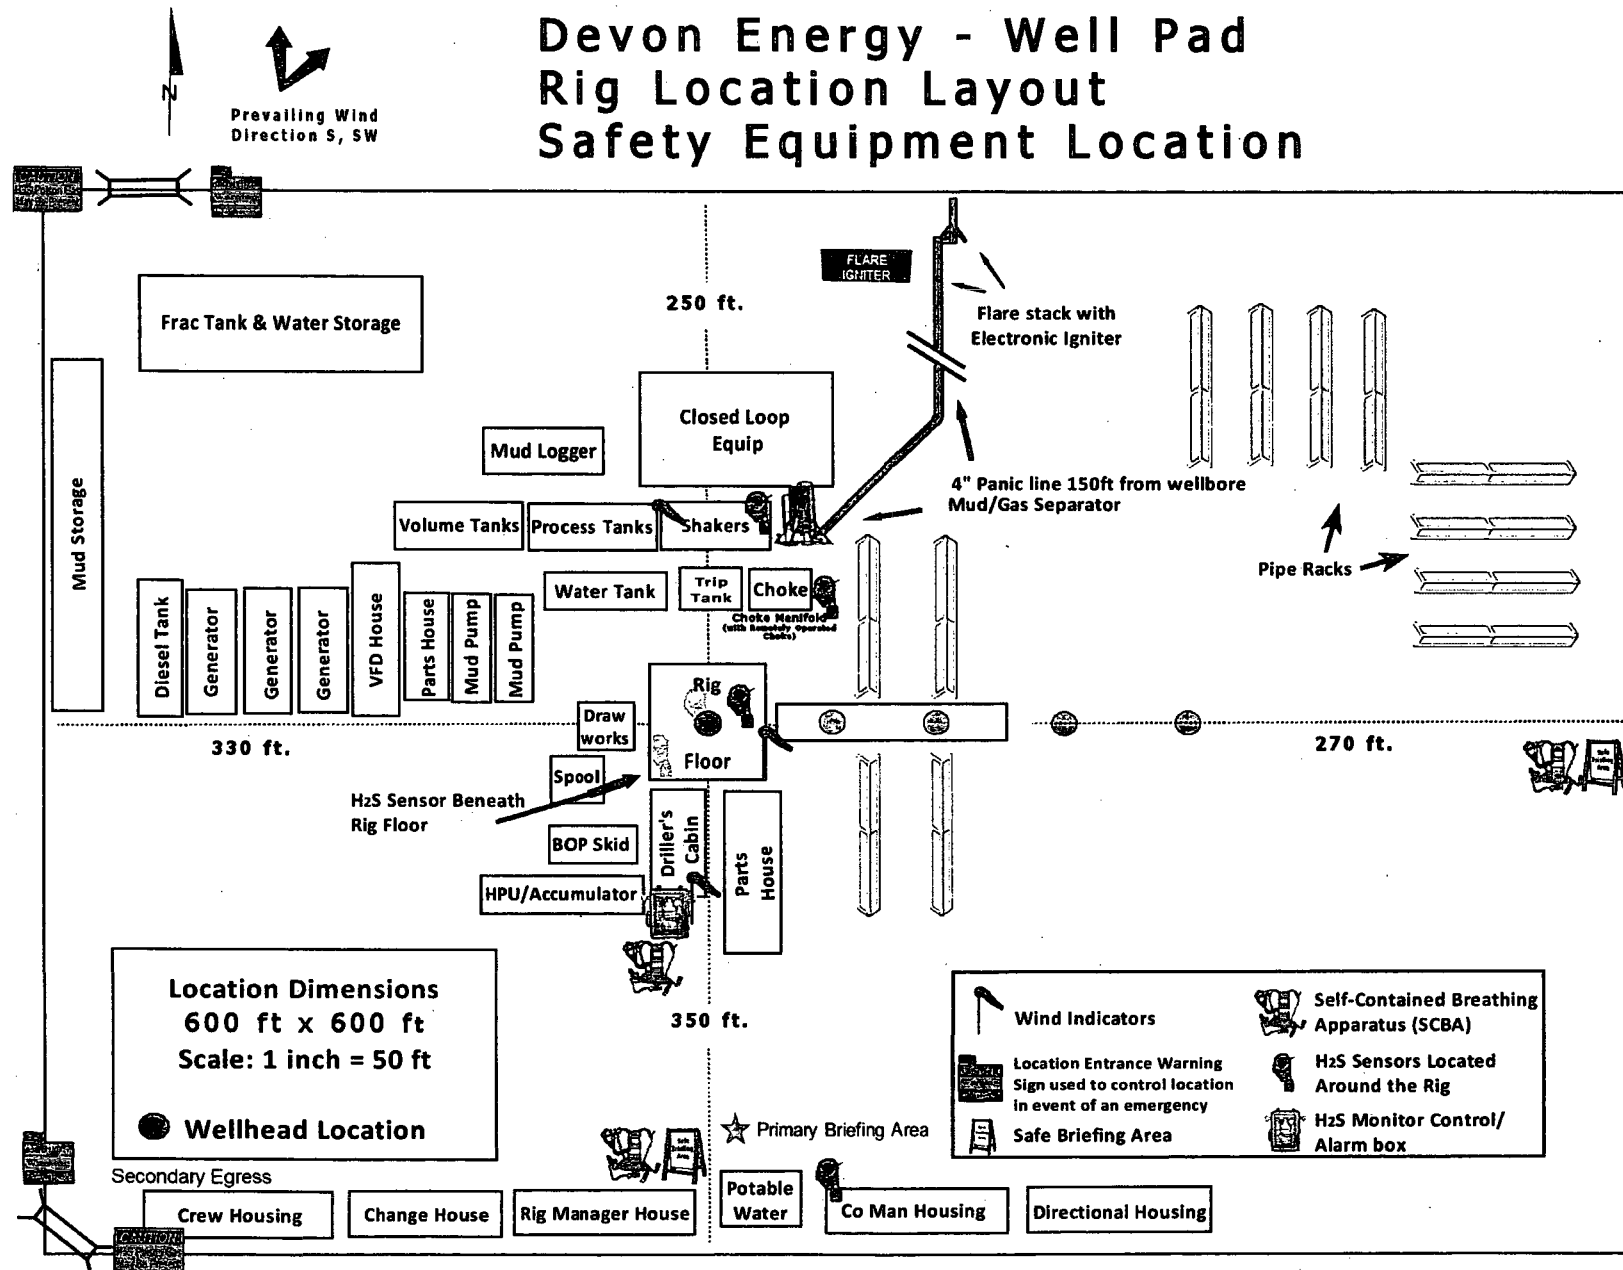 Devon Energy - Well Pad
Rig Location Layout
Safety Equipment Location
N
Prevailing Wind
Direction S, SW
FLARE
IGNITER
Frac Tank & Water Storage
250 ft.
Flare stack with
Electronic Igniter
Closed Loop
Equip
Mud Logger
4" Panic line 150ft from wellbore
Mud/Gas Separator
Mud Storage
Volume Tanks
Process Tanks
Shakers
Pipe Racks
Diesel Tank
Generator
Generator
Generator
VFD House
Parts House
Mud Pump
Mud Pump
Water Tank
Trip
Tank
Choke
Choke Manifold
(with Remotely Operated
Choke)
Rig
Floor
Draw
works
330 ft.
270 ft.
Spool
H2S Sensor Beneath
Rig Floor
BOP Skid
Driller's
Cabin
Parts
House
HPU/Accumulator
Location Dimensions
600 ft x 600 ft
Scale: 1 inch = 50 ft
Wellhead Location
350 ft.
Wind Indicators
Self-Contained Breathing
Apparatus (SCBA)
Location Entrance Warning
Sign used to control location
in event of an emergency
H2S Sensors Located
Around the Rig
Safe Briefing Area
H2S Monitor Control/
Alarm box
Primary Briefing Area
Secondary Egress
Crew Housing
Change House
Rig Manager House
Potable
Water
Co Man Housing
Directional Housing